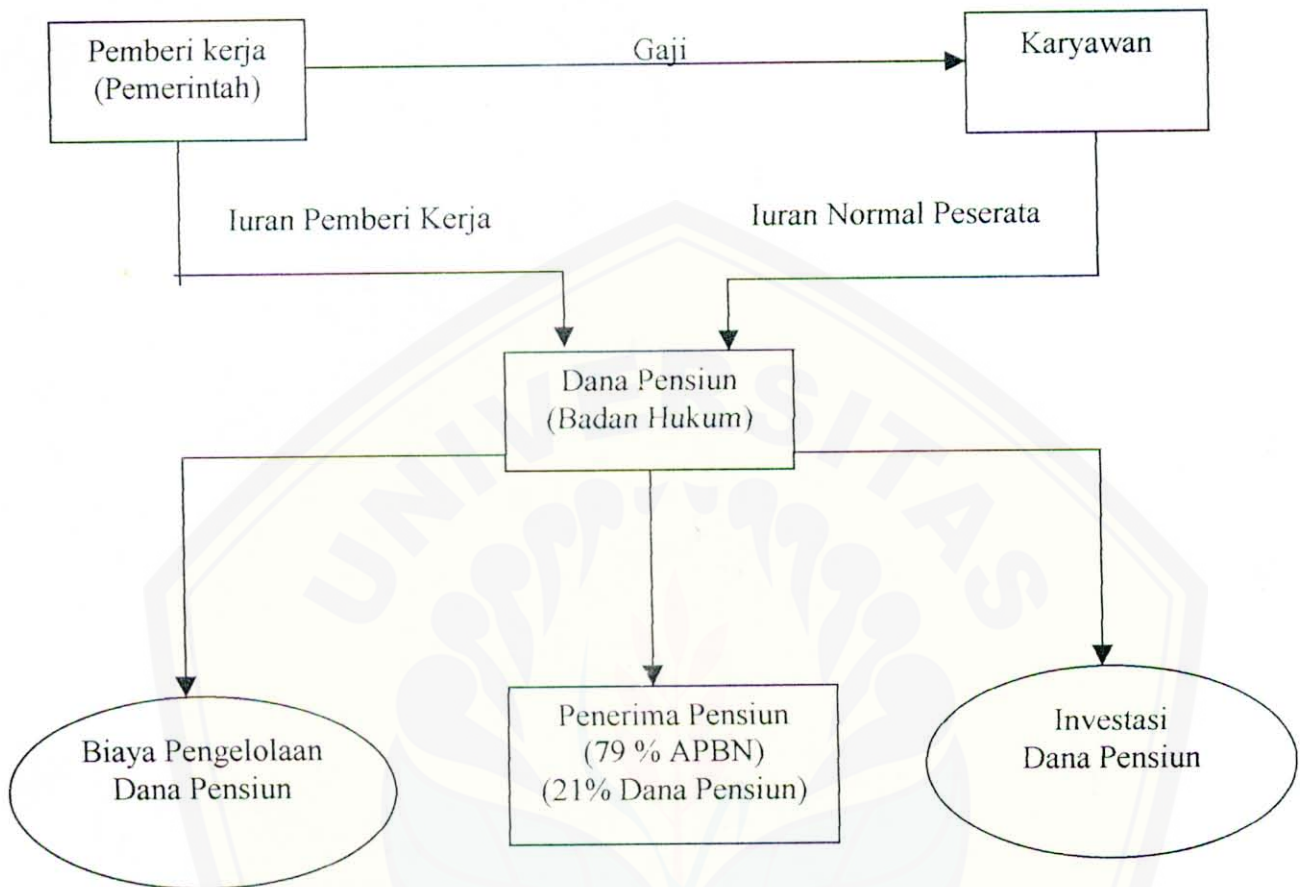 Pemberi kerja
(Pemerintah)
Gaji
Karyawan
Iuran Pemberi Kerja
Iuran Normal Peserata
Dana Pensiun
(Badan Hukum)
UNIVERSITAS
Biaya Pengelolaan
Dana Pensiun
Penerima Pensiun
(79 % APBN)
(21% Dana Pensiun)
Investasi
Dana Pensiun